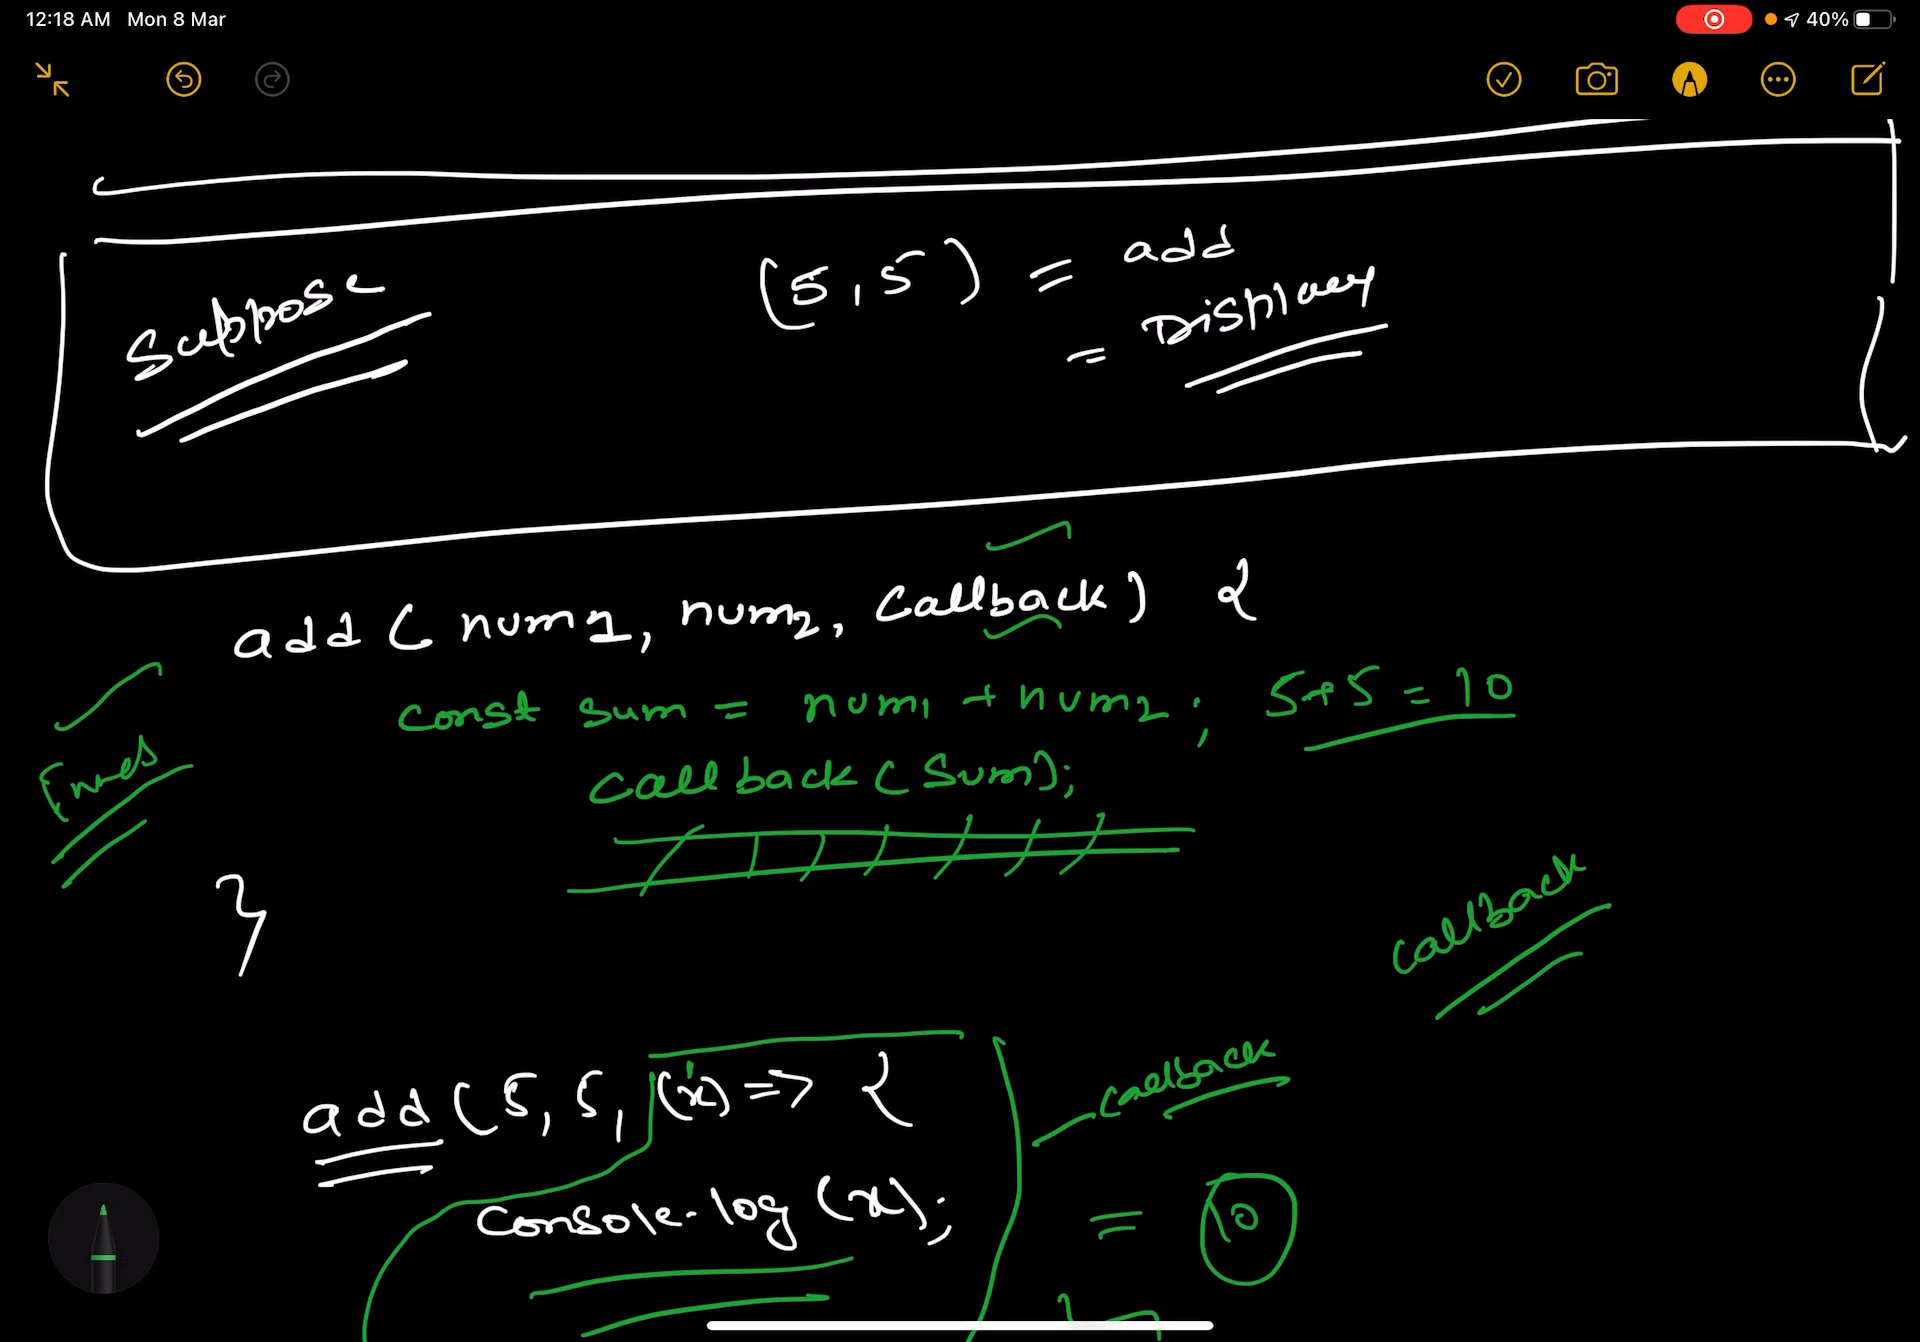 12:18 AM Mon 8 Mar
40%
Suppose
(5,5) = add
= Display
add ( num1, num2, callback) {
const sum = num1 + num2 ; 5+5 = 10
callback (Sum);
}
callback
add (5, 5, (x) => {
callback
console.log (x);
= 10